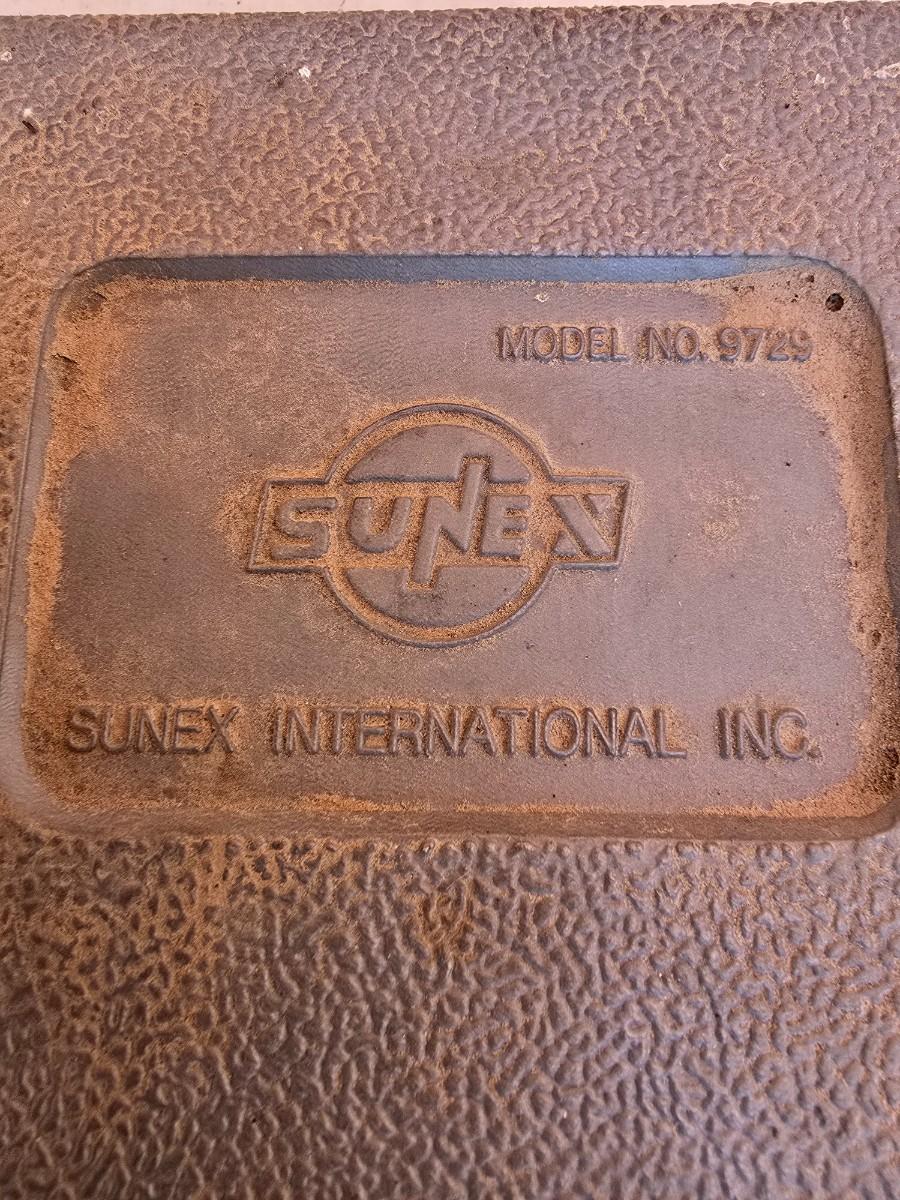 MODEL NO. 9729
SUNEX
SUNEX INTERNATIONAL INC.